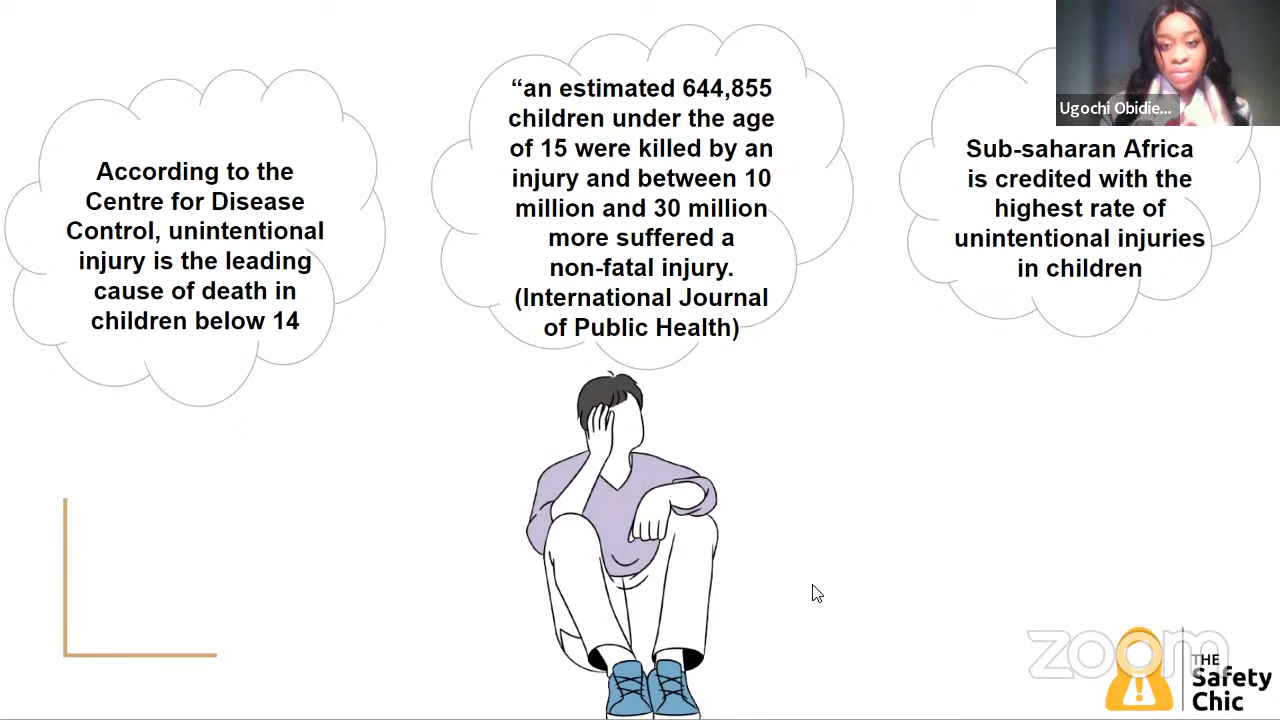 According to the
Centre for Disease
Control, unintentional
injury is the leading
cause of death in
children below 14
“an estimated 644,855
children under the age
of 15 were killed by an
injury and between 10
million and 30 million
more suffered a
non-fatal injury.
(International Journal
of Public Health)
Ugochi Obidie...
Sub-saharan Africa
is credited with the
highest rate of
unintentional injuries
in children
zoom
THE
Safety
Chic